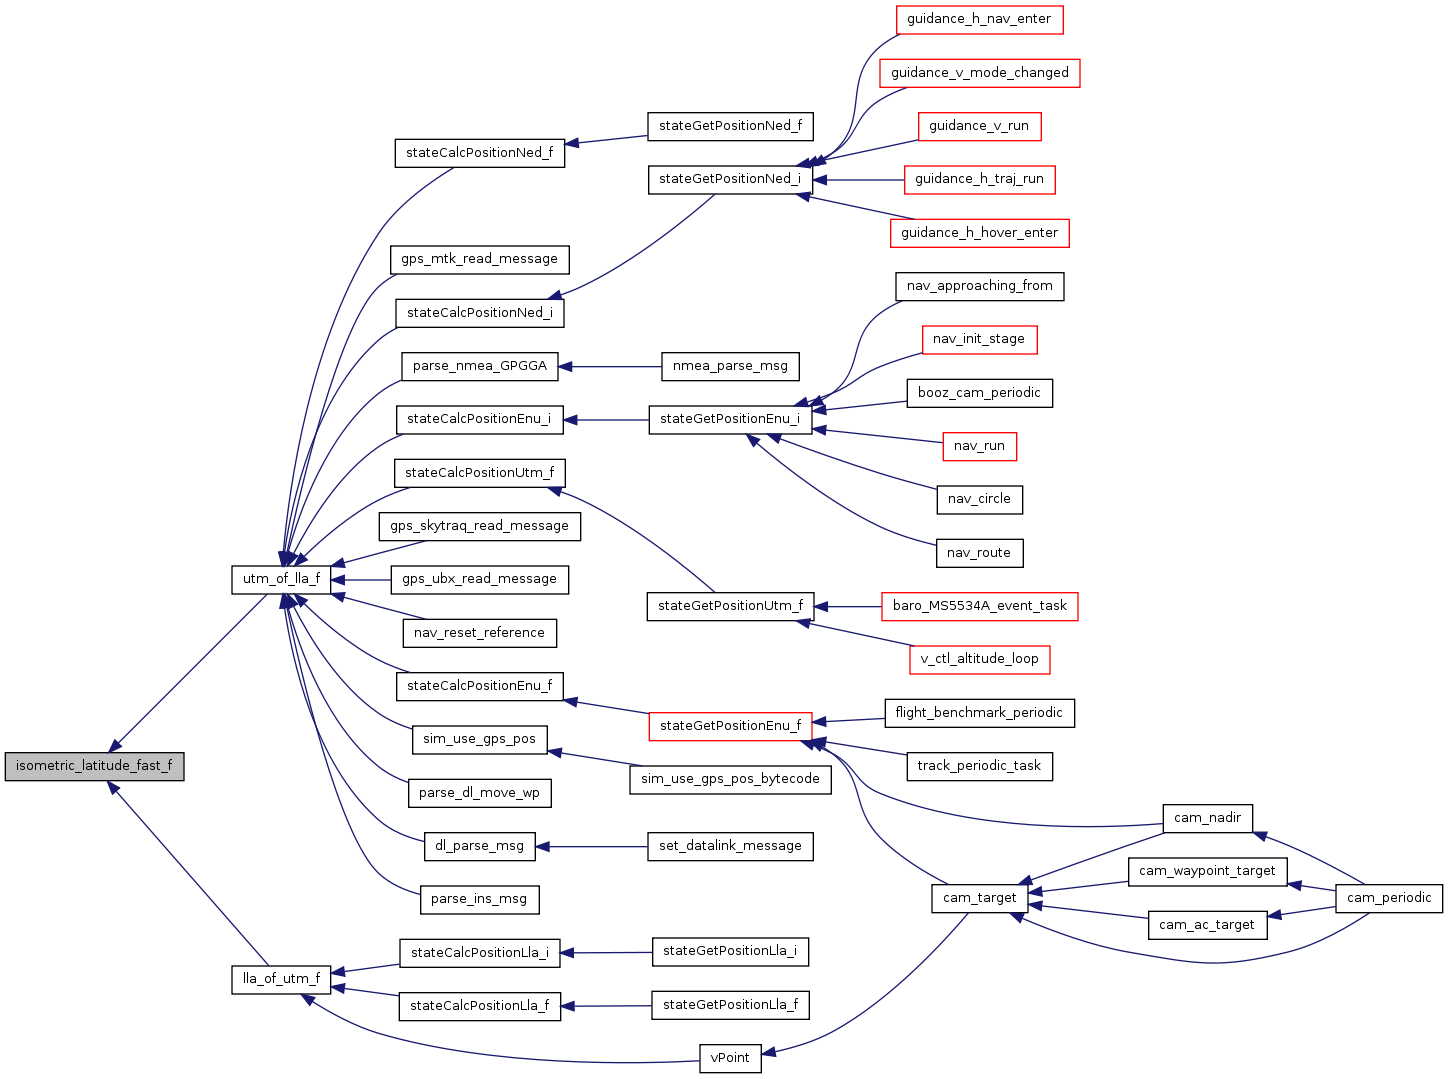 guidance_h_nav_enter
guidance_v_mode_changed
stateGetPositionNed_f
guidance_v_run
stateCalcPositionNed_f
stateGetPositionNed_i
guidance_h_traj_run
guidance_h_hover_enter
gps_mtk_read_message
nav_approaching_from
stateCalcPositionNed_i
nav_init_stage
parse_nmea_GPGGA
nmea_parse_msg
booz_cam_periodic
stateCalcPositionEnu_i
stateGetPositionEnu_i
nav_run
stateCalcPositionUtm_f
nav_circle
gps_skytraq_read_message
nav_route
utm_of_lla_f
gps_ubx_read_message
stateGetPositionUtm_f
baro_MS5534A_event_task
nav_reset_reference
v_ctl_altitude_loop
stateCalcPositionEnu_f
flight_benchmark_periodic
stateGetPositionEnu_f
sim_use_gps_pos
isometric_latitude_fast_f
track_periodic_task
sim_use_gps_pos_bytecode
parse_dl_move_wp
cam_nadir
dl_parse_msg
set_datalink_message
cam_waypoint_target
parse_ins_msg
cam_target
cam_periodic
cam_ac_target
stateCalcPositionLla_i
stateGetPositionLla_i
lla_of_utm_f
stateCalcPositionLla_f
stateGetPositionLla_f
vPoint